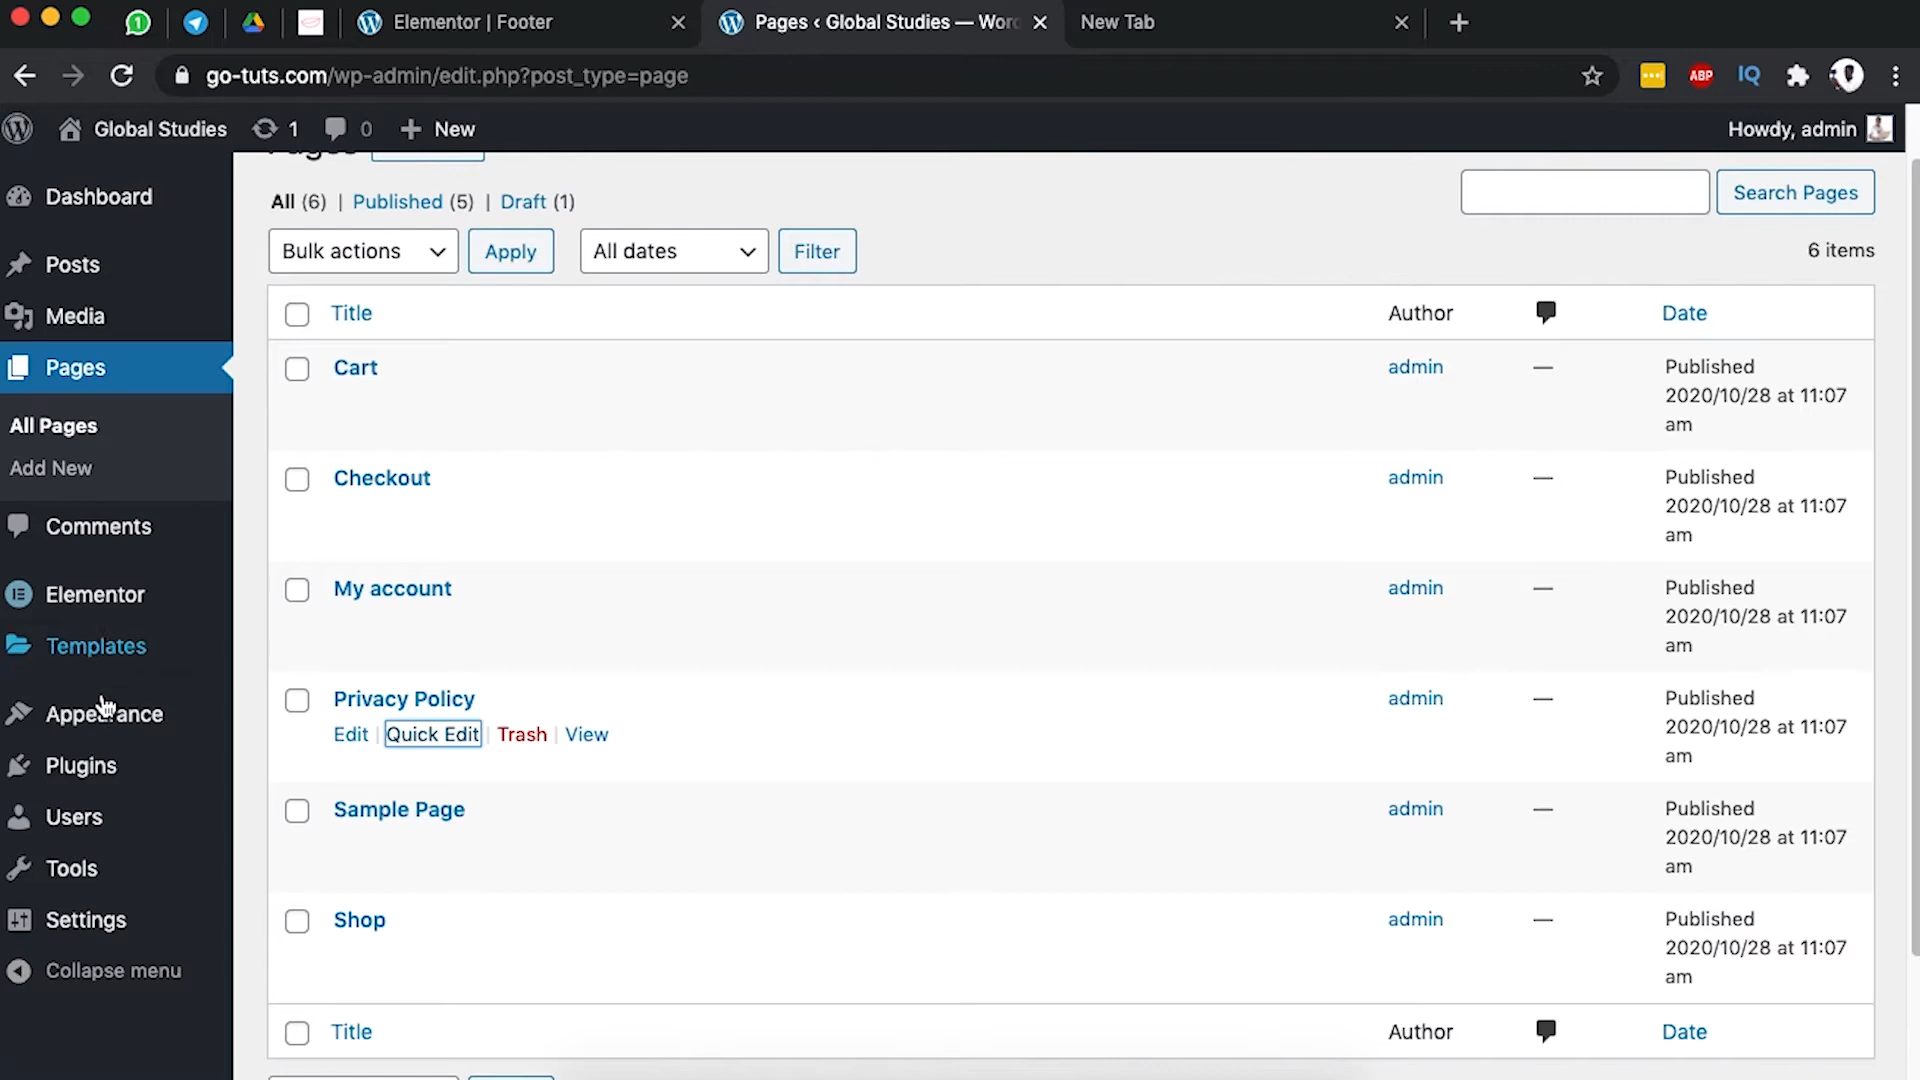 Elementor | Footer
Pages ‹ Global Studies — Wor
New Tab
go-tuts.com/wp-admin/edit.php?post_type=page
ABP
IQ
Global Studies
1
0
New
Howdy, admin
Pages
All (6) | Published (5) | Draft (1)
Search Pages
Bulk actions
Apply
All dates
Filter
6 items
Dashboard
Posts
Media
Pages
All Pages
Add New
Comments
Elementor
Templates
Appearance
Plugins
Users
Tools
Settings
Collapse menu
Title
Author
Date
Cart
admin
—
Published
2020/10/28 at 11:07
am
Checkout
admin
—
Published
2020/10/28 at 11:07
am
My account
admin
—
Published
2020/10/28 at 11:07
am
Privacy Policy
Edit | Quick Edit | Trash | View
admin
—
Published
2020/10/28 at 11:07
am
Sample Page
admin
—
Published
2020/10/28 at 11:07
am
Shop
admin
—
Published
2020/10/28 at 11:07
am
Title
Author
Date